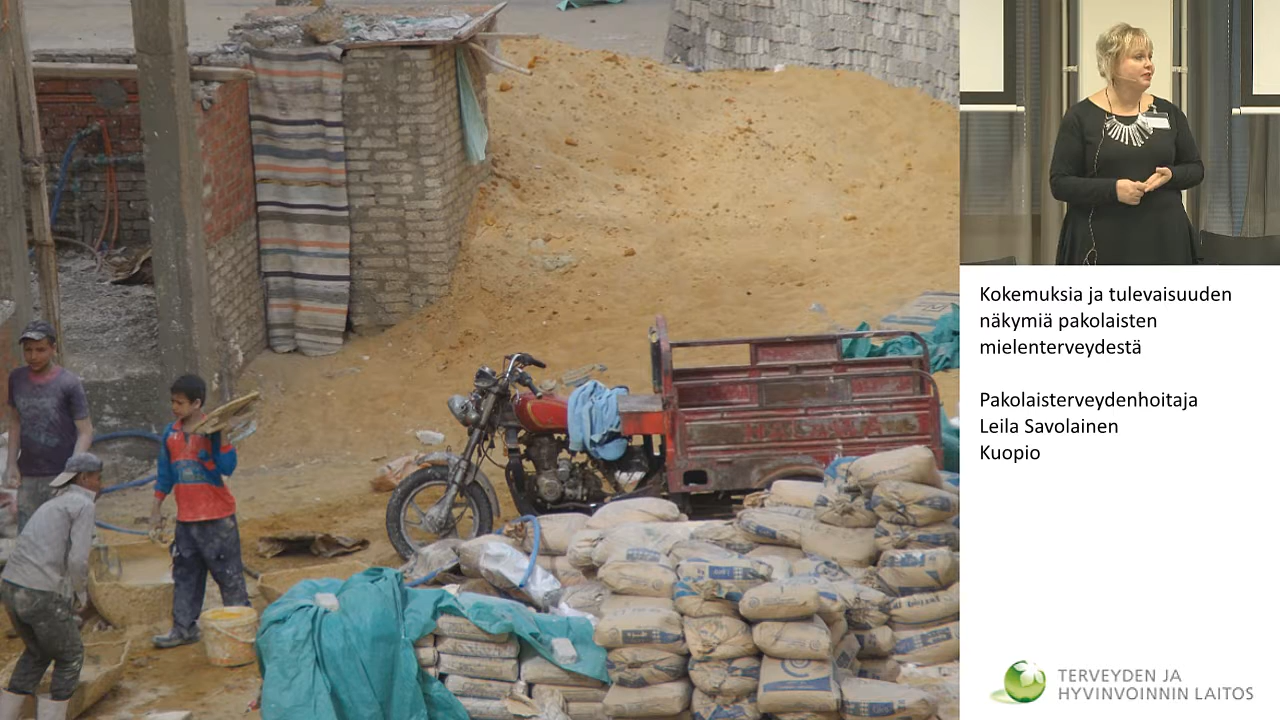 Kokemuksia ja tulevaisuuden
näkymiä pakolaisten
mielenterveydestä
Pakolaisterveydenhoitaja
Leila Savolainen
Kuopio
TERVEYDEN JA
HYVINVOINNIN LAITOS